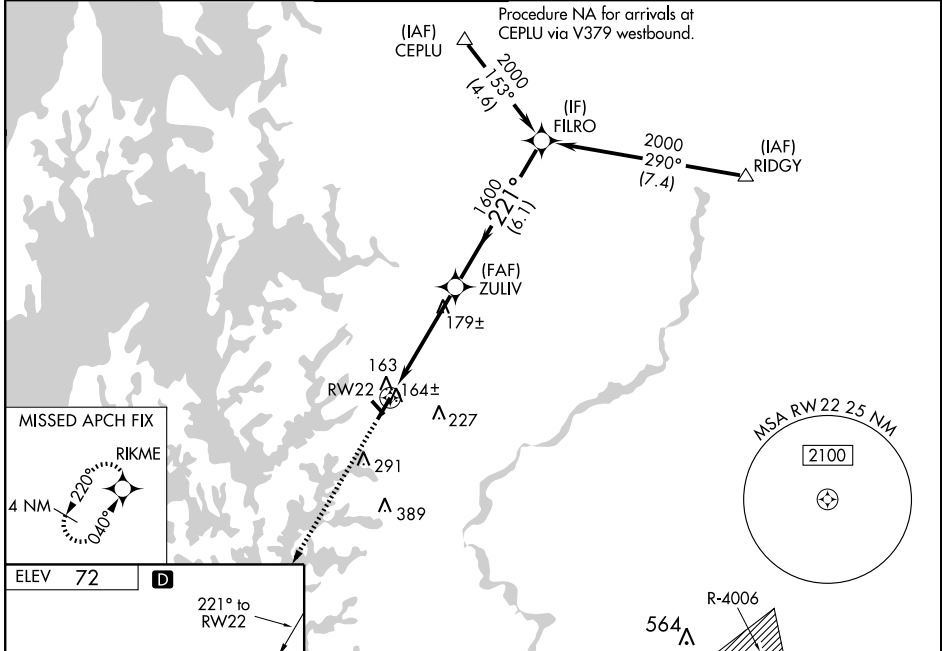 Procedure NA for arrivals at
CEPLU via V379 westbound.
(IAF)
CEPLU
2000
153°
(4.6)
(IF)
FILRO
2000
290°
(7.4)
(IAF)
RIDGY
1600
221°
(6.1)
(FAF)
ZULIV
179±
163
RW22
164±
227
291
389
MISSED APCH FIX
RIKME
220°
4 NM
040°
MSA RW 22 25 NM
2100
ELEV 72
D
221° to
RW22
R-4006
564